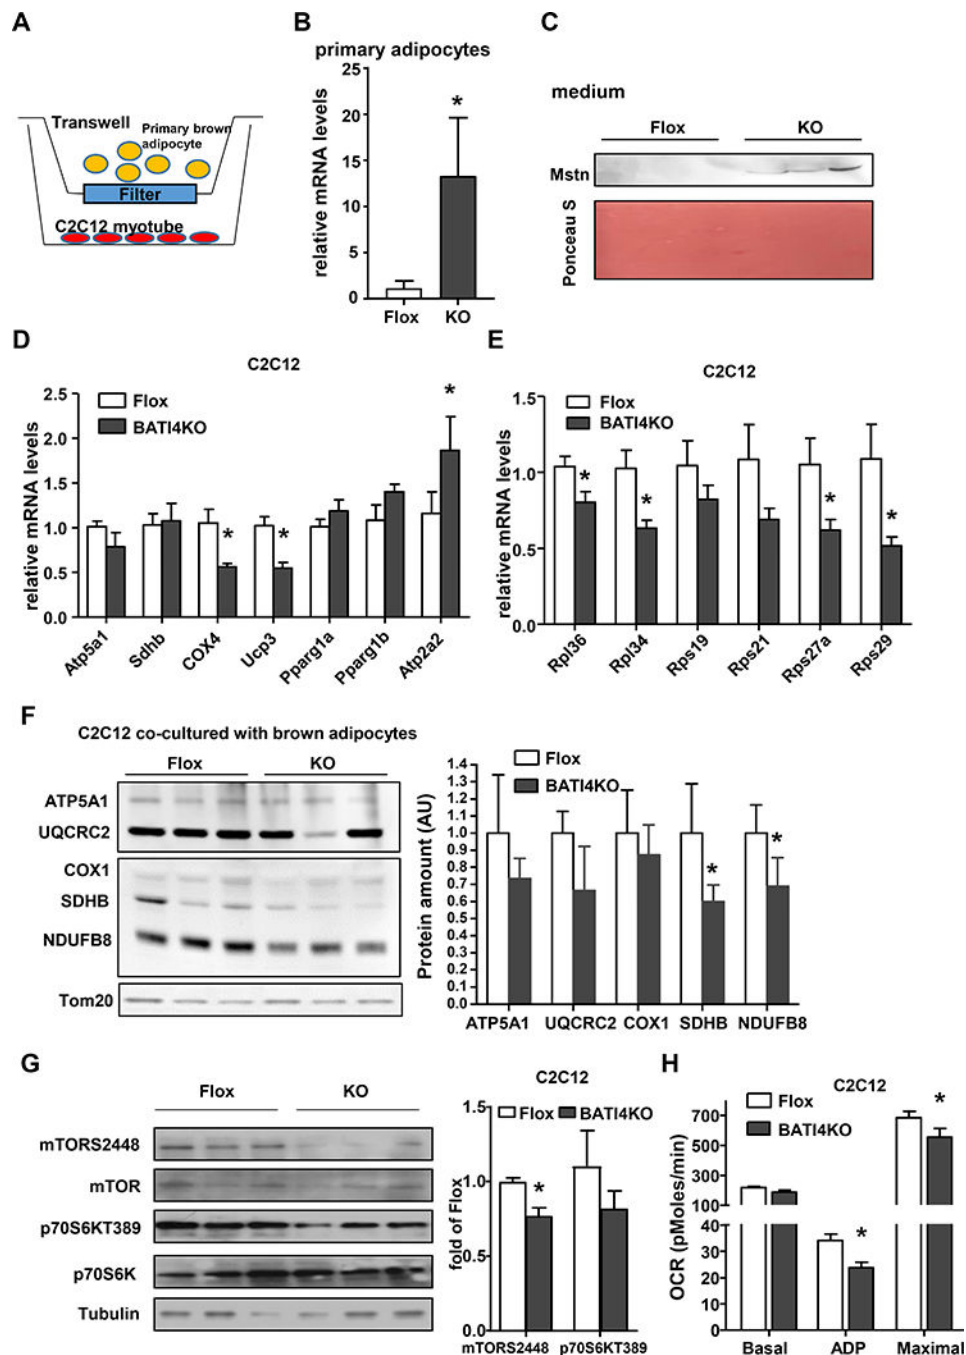 A
Transwell
Primary brown
adipocyte
Filter
C2C12 myotube
B
primary adipocytes
relative mRNA levels
25
20
15
10
5
0
*
Flox
KO
C
medium
Flox
KO
Mstn
Ponceau S
D
C2C12
relative mRNA levels
2.5
2.0
1.5
1.0
0.5
0.0
Flox
BATI4KO
*
*
*
Atp5a1
Sdhb
COX4
Ucp3
Pparg1a
Pparg1b
Atp2a2
E
C2C12
relative mRNA levels
1.5
1.0
0.5
0.0
Flox
BATI4KO
*
*
*
*
Rpl36
Rpl34
Rps19
Rps21
Rps27a
Rps29
F
C2C12 co-cultured with brown adipocytes
Flox
KO
ATP5A1
UQCRC2
COX1
SDHB
NDUFB8
Tom20
Protein amount (AU)
1.4
1.3
1.2
1.1
1.0
0.9
0.8
0.7
0.6
0.5
0.4
0.3
0.2
0.1
0.0
Flox
BATI4KO
*
*
ATP5A1
UQCRC2
COX1
SDHB
NDUFB8
G
Flox
KO
mTORS2448
mTOR
p70S6KT389
p70S6K
Tubulin
C2C12
fold of Flox
1.5
1.0
0.5
0.0
Flox
BATI4KO
*
mTORS2448
p70S6KT389
H
C2C12
OCR (pMoles/min)
700
500
300
100
40
30
20
10
0
Flox
BATI4KO
*
*
Basal
ADP
Maximal